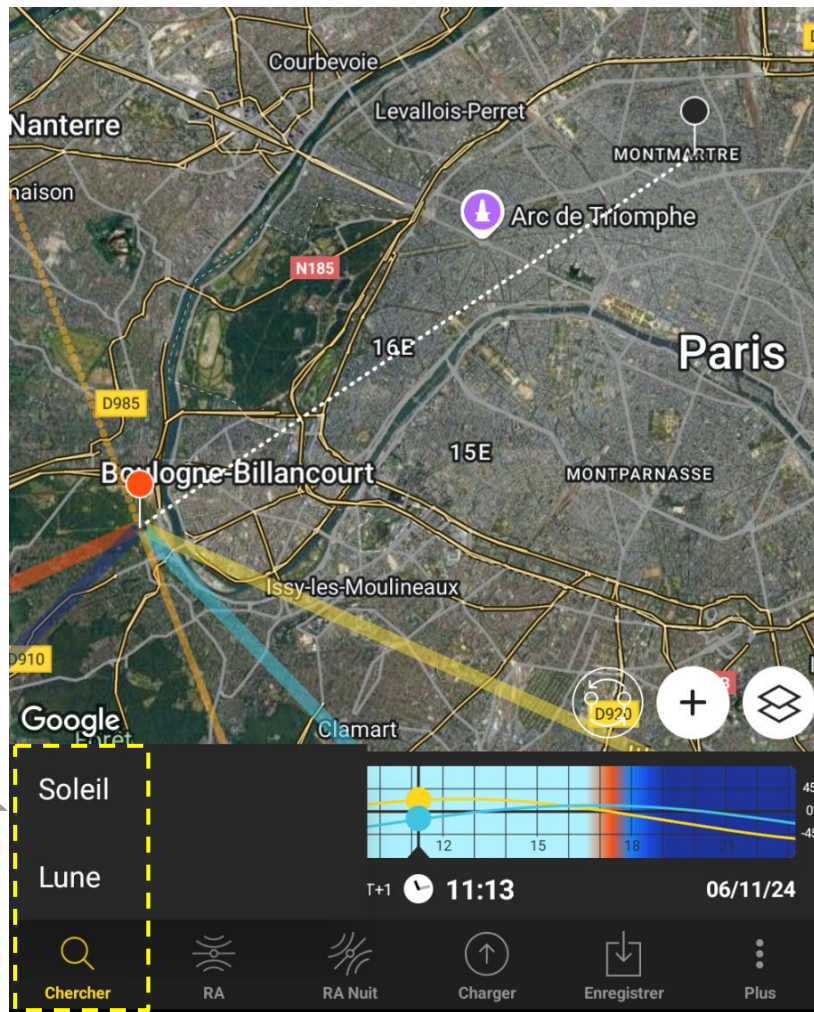 Courbevoie
Levallois-Perret
Nanterre
MONTMARTRE
naison
Arc de Triomphe
N185
16E
Paris
D985
15E
Boulogne-Billancourt
MONTPARNASSE
Issy-les-Moulineaux
D910
D920
Google
Clamart
Forêt
Soleil
45
0°
-45
12
15
18
21
Lune
T+1
11:13
06/11/24
Chercher
RA
RA Nuit
Charger
Enregistrer
Plus